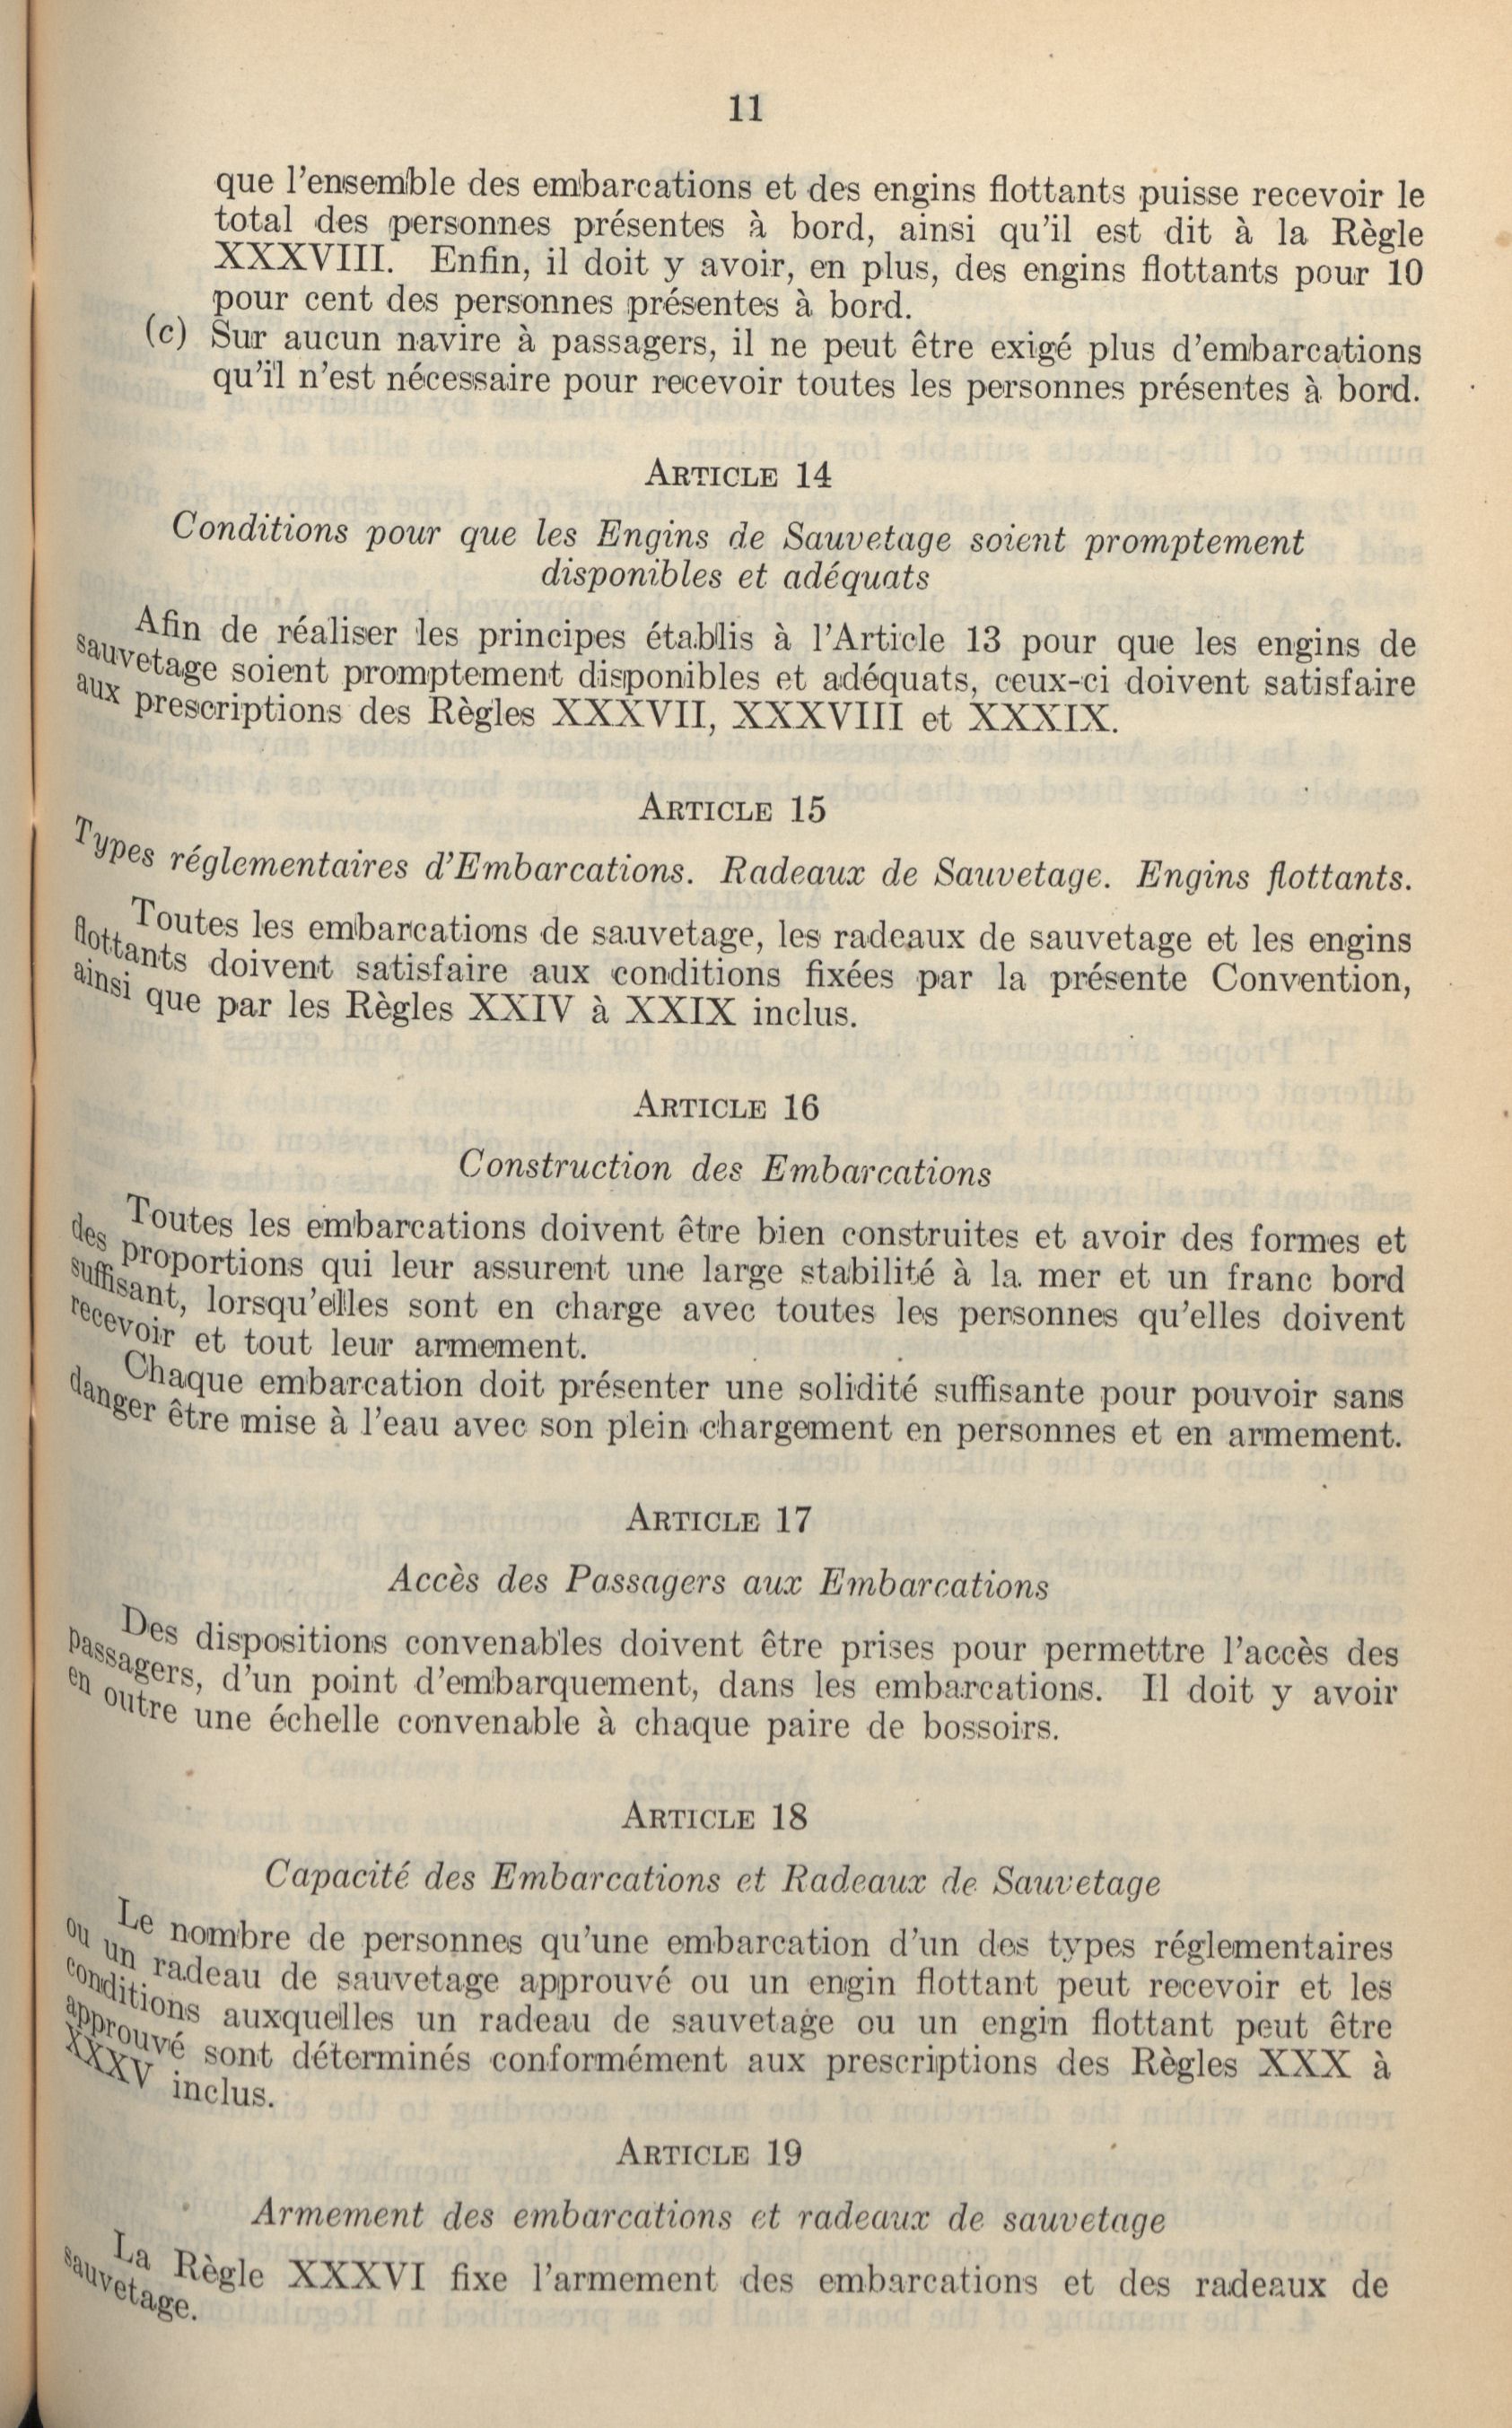 11
que l'ensemble des embarcations et des engins flottants puisse recevoir le
total des personnes présentes à bord, ainsi qu'il est dit à la Règle
XXXVIII. Enfin, il doit y avoir, en plus, des engins flottants pour 10
pour cent des personnes présentes à bord.
(c) Sur aucun navire à passagers, il ne peut être exigé plus d'embarcations
qu'il n'est nécessaire pour recevoir toutes les personnes présentes à bord.
ARTICLE 14
Conditions pour que les Engins de Sauvetage soient promptement
disponibles et adéquats
Afin de réaliser les principes établis à l'Article 13 pour que les engins de
sauvetage soient promptement disponibles et adéquats, ceux-ci doivent satisfaire
aux prescriptions des Règles XXXVII, XXXVIII et XXXIX.
ARTICLE 15
Types réglementaires d'Embarcations. Radeaux de Sauvetage. Engins flottants.
Toutes les embarcations de sauvetage, les radeaux de sauvetage et les engins
flottants doivent satisfaire aux conditions fixées par la présente Convention,
ainsi que par les Règles XXIV à XXIX inclus.
ARTICLE 16
Construction des Embarcations
Toutes les embarcations doivent être bien construites et avoir des formes et
des proportions qui leur assurent une large stabilité à la mer et un franc bord
suffisant, lorsqu'elles sont en charge avec toutes les personnes qu'elles doivent
recevoir et tout leur armement.
Chaque embarcation doit présenter une solidité suffisante pour pouvoir sans
danger être mise à l'eau avec son plein chargement en personnes et en armement.
ARTICLE 17
Accès des Passagers aux Embarcations
Des dispositions convenables doivent être prises pour permettre l'accès des
passagers, d'un point d'embarquement, dans les embarcations. Il doit y avoir
en outre une échelle convenable à chaque paire de bossoirs.
ARTICLE 18
Capacité des Embarcations et Radeaux de Sauvetage
Le nombre de personnes qu'une embarcation d'un des types réglementaires
ou un radeau de sauvetage approuvé ou un engin flottant peut recevoir et les
conditions auxquelles un radeau de sauvetage ou un engin flottant peut être
approuvé sont déterminés conformément aux prescriptions des Règles XXX à
XXXV inclus.
ARTICLE 19
Armement des embarcations et radeaux de sauvetage
La Règle XXXVI fixe l'armement des embarcations et des radeaux de
sauvetage.